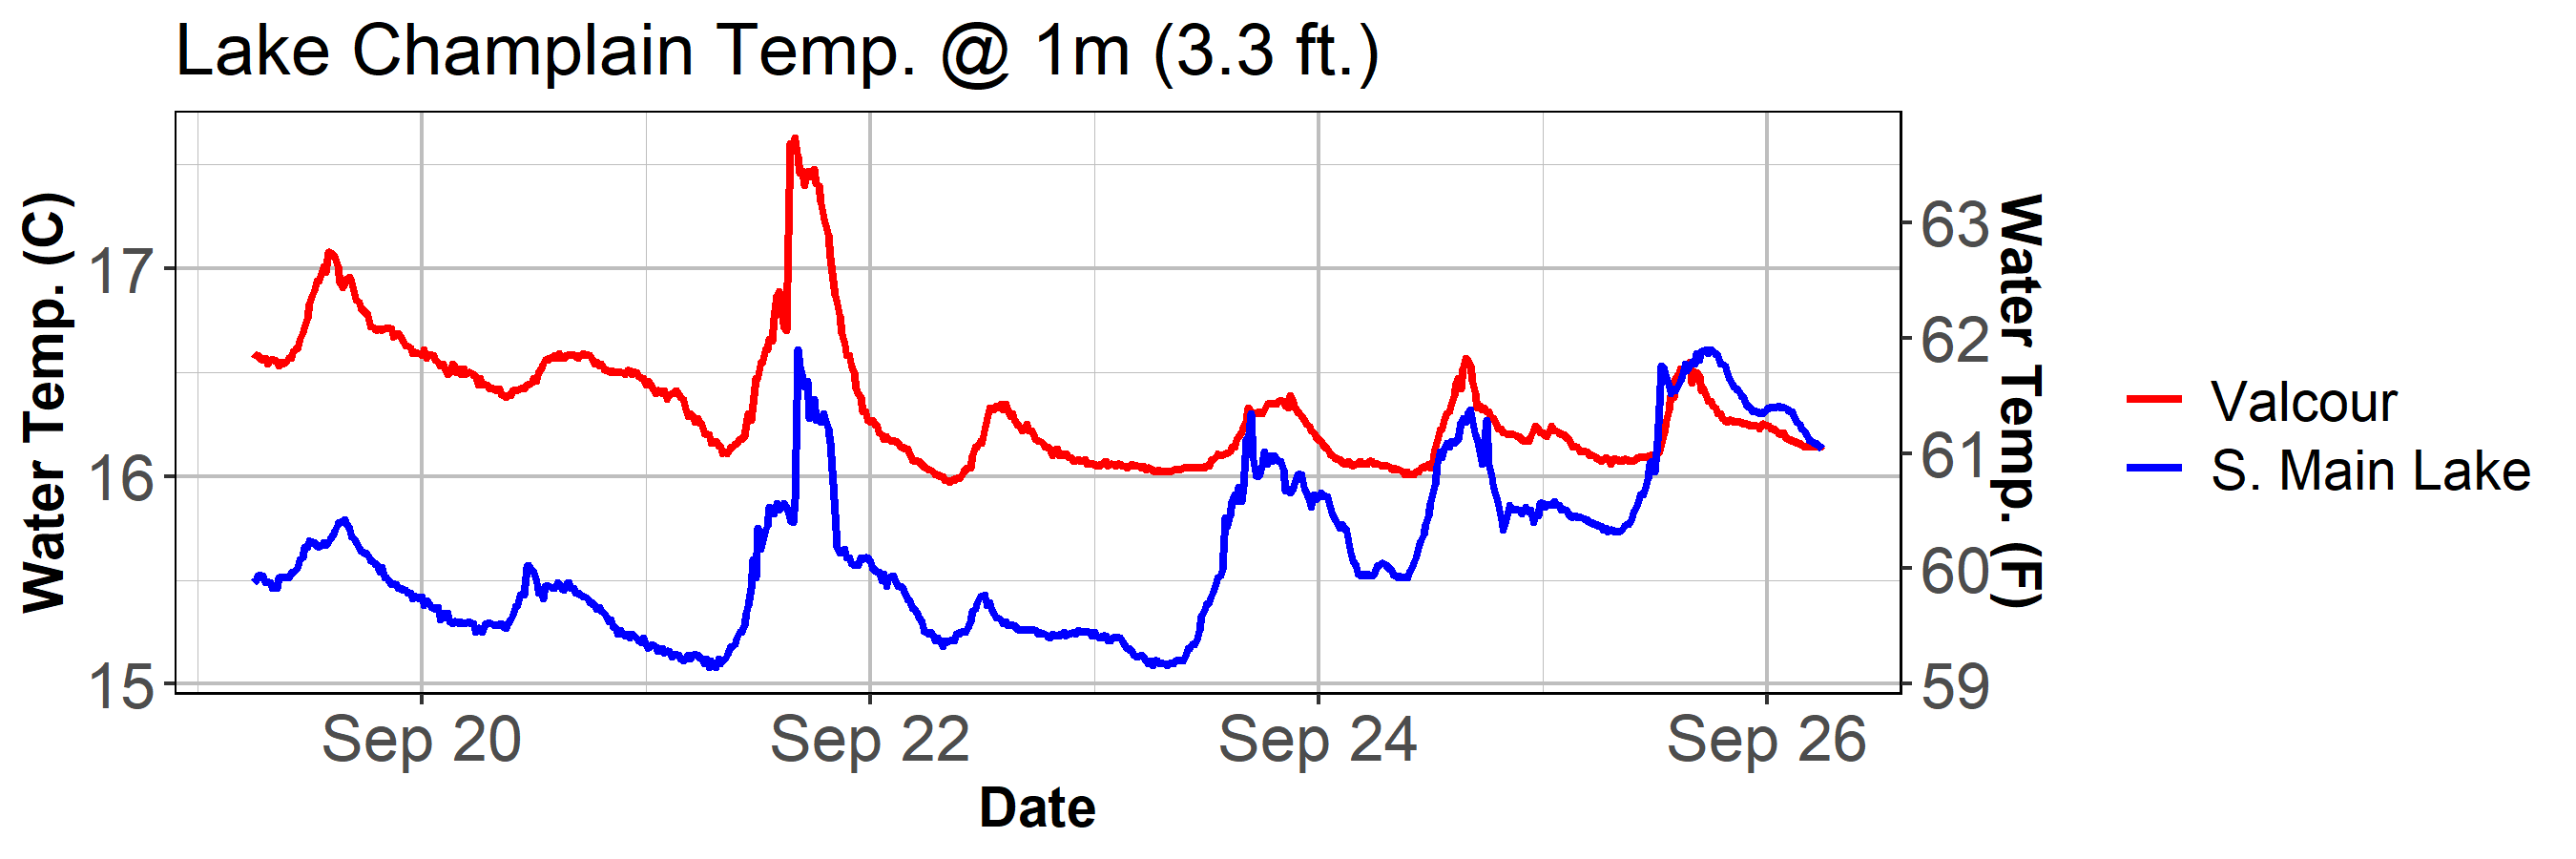 Lake Champlain Temp. @ 1m (3.3 ft.)
Water Temp. (C)
17
16
15
63
62
61
60
59
Water Temp. (F)
Sep 20
Sep 22
Sep 24
Sep 26
Date
Valcour
S. Main Lake